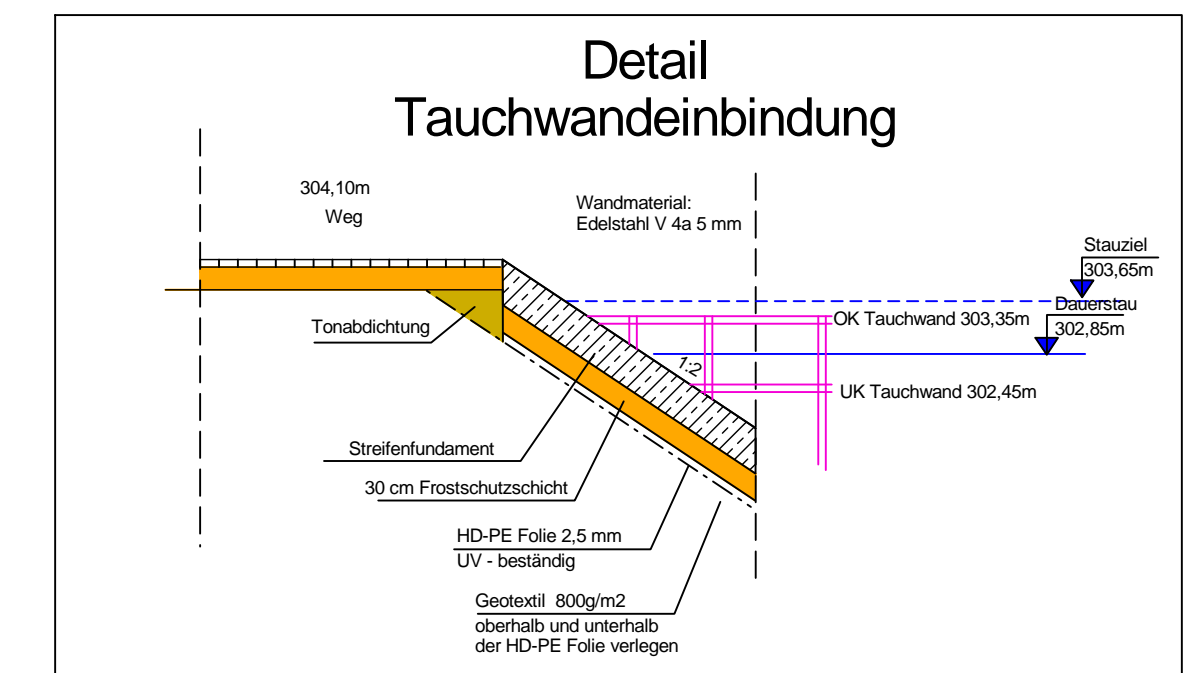 Detail
Tauchwandeinbindung
304,10m
Weg
Wandmaterial:
Edelstahl V 4a 5 mm
Stauziel
303,65m
Dauerstau
302,85m
OK Tauchwand 303,35m
Tonabdichtung
1:2
UK Tauchwand 302,45m
Streifenfundament
30 cm Frostschutzschicht
HD-PE Folie 2,5 mm
UV - beständig
Geotextil 800g/m2
oberhalb und unterhalb
der HD-PE Folie verlegen